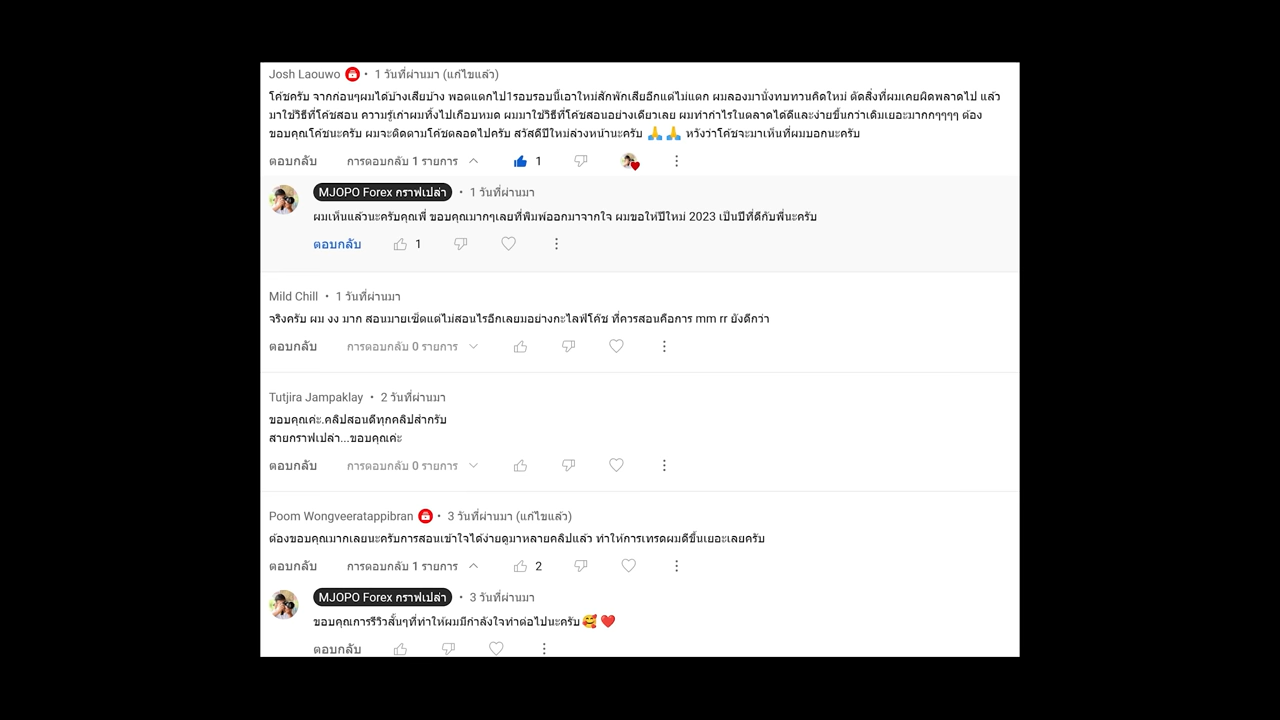 Josh Laouwo • 1 วันที่ผ่านมา (แก้ไขแล้ว)
โค้ชครับ จากก่อนๆผมได้บ้างเสียบ้าง พอตแตกไป1รอบรอบนี้เอาใหม่สักพักเสียอีกแต่ไม่แตก ผมลองมานั่งทบทวนคิดใหม่ ตัดสิ่งที่ผมเคยผิดพลาดไป แล้ว
มาใช้วิธีที่โค้ชสอน ความรู้เก่าผมทิ้งไปเกือบหมด ผมมาใช้วิธีที่โค้ชสอนอย่างเดียวเลย ผมทำกำไรในตลาดได้ดีและง่ายขึ้นกว่าเดิมเยอะมากกๆๆๆๆ ต้อง
ขอบคุณโค้ชนะครับ ผมจะติดตามโค้ชตลอดไปครับ สวัสดีปีใหม่ล่วงหน้านะครับ 🙏 🙏 หวังว่าโค้ชจะมาเห็นที่ผมบอกนะครับ
ตอบกลับ การตอบกลับ 1 รายการ 1
MJOPO Forex กราฟเปล่า • 1 วันที่ผ่านมา
ผมเห็นแล้วนะครับคุณพี่ ขอบคุณมากๆเลยที่พิมพ์ออกมาจากใจ ผมขอให้ปีใหม่ 2023 เป็นปีที่ดีกับพี่นะครับ
ตอบกลับ 1
Mild Chill • 1 วันที่ผ่านมา
จริงครับ ผม งง มาก สอนมายเซ็ตแต่ไม่สอนไรอีกเลยมอย่างกะไลฟ์โค้ช ที่ควรสอนคือการ mm rr ยังดีกว่า
ตอบกลับ การตอบกลับ 0 รายการ
Tutjira Jampaklay • 2 วันที่ผ่านมา
ขอบคุณค่ะ.คลิปสอนดีทุกคลิปสำกรับ
สายกราฟเปล่า...ขอบคุณค่ะ
ตอบกลับ การตอบกลับ 0 รายการ
Poom Wongveeratappibran • 3 วันที่ผ่านมา (แก้ไขแล้ว)
ต้องขอบคุณมากเลยนะครับการสอนเข้าใจได้ง่ายดูมาหลายคลิปแล้ว ทำให้การเทรดผมดีขึ้นเยอะเลยครับ
ตอบกลับ การตอบกลับ 1 รายการ 2
MJOPO Forex กราฟเปล่า • 3 วันที่ผ่านมา
ขอบคุณการรีวิวสั้นๆที่ทำให้ผมมีกำลังใจทำต่อไปนะครับ🥰 ❤️
ตอบกลับ